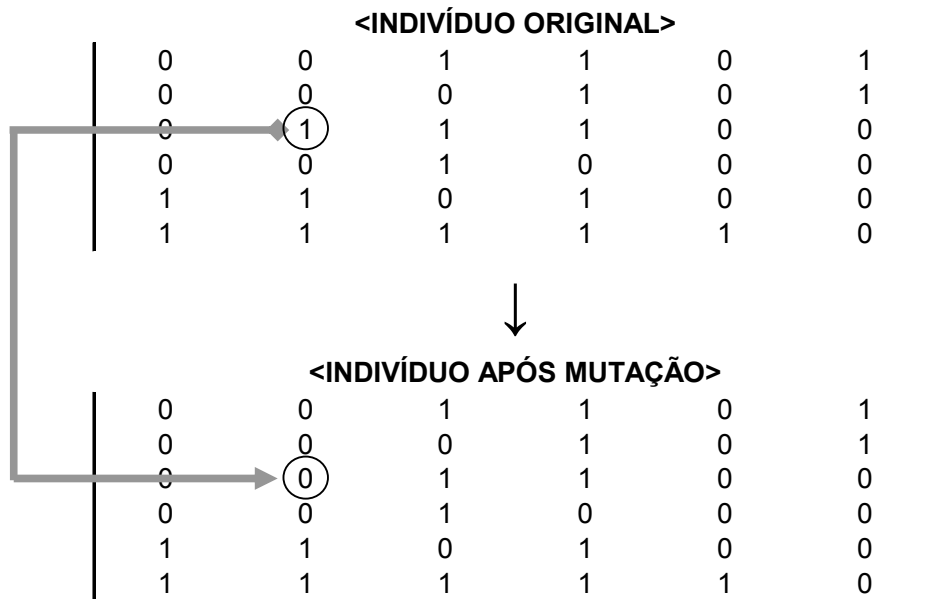 <INDIVÍDUO ORIGINAL>
0 0 1 1 0 1
0 0 0 1 0 1
0 1 1 1 0 0
0 0 1 0 0 0
1 1 0 1 0 0
1 1 1 1 1 0
↓
<INDIVÍDUO APÓS MUTAÇÃO>
0 0 1 1 0 1
0 0 0 1 0 1
0 0 1 1 0 0
0 0 1 0 0 0
1 1 0 1 0 0
1 1 1 1 1 0